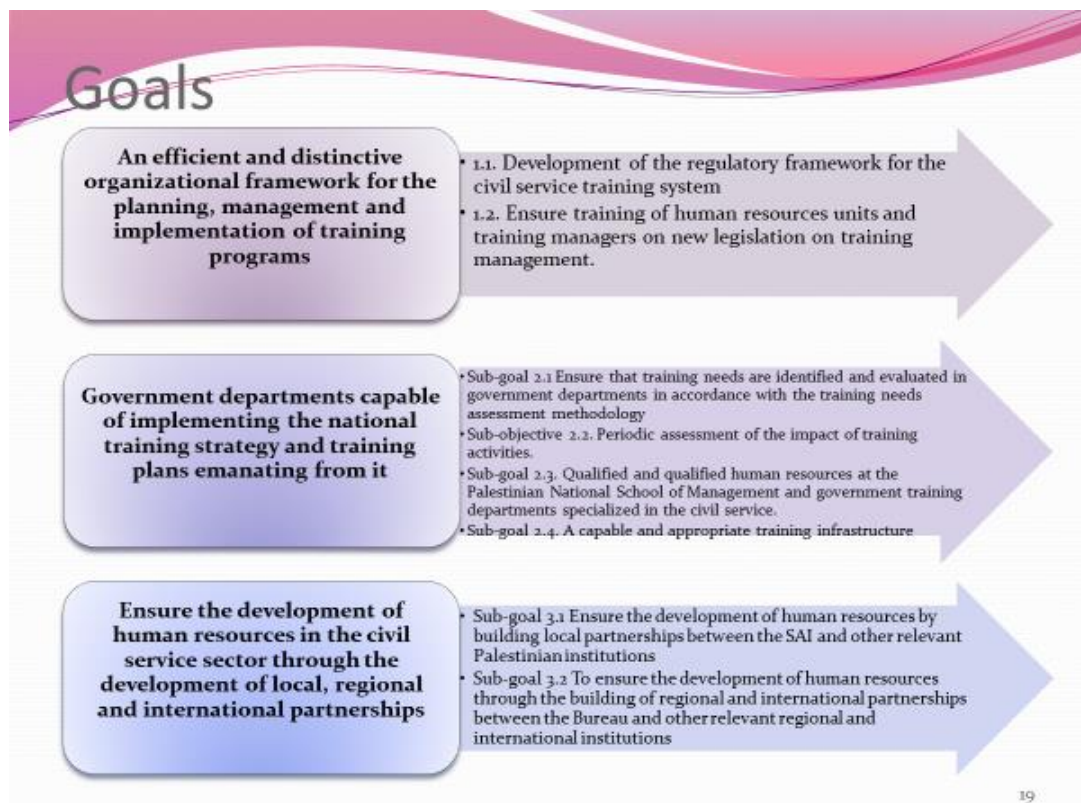 Goals
An efficient and distinctive
organizational framework for the
planning, management and
implementation of training
programs
• 1.1. Development of the regulatory framework for the
civil service training system
• 1.2. Ensure training of human resources units and
training managers on new legislation on training
management.
Government departments capable
of implementing the national
training strategy and training
plans emanating from it
•Sub-goal 2.1 Ensure that training needs are identified and evaluated in
government departments in accordance with the training needs
assessment methodology
•Sub-objective 2.2. Periodic assessment of the impact of training
activities.
•Sub-goal 2.3. Qualified and qualified human resources at the
Palestinian National School of Management and government training
departments specialized in the civil service.
•Sub-goal 2.4. A capable and appropriate training infrastructure
Ensure the development of
human resources in the civil
service sector through the
development of local, regional
and international partnerships
• Sub-goal 3.1 Ensure the development of human resources by
building local partnerships between the SAI and other relevant
Palestinian institutions
• Sub-goal 3.2 To ensure the development of human resources
through the building of regional and international partnerships
between the Bureau and other relevant regional and
international institutions
19